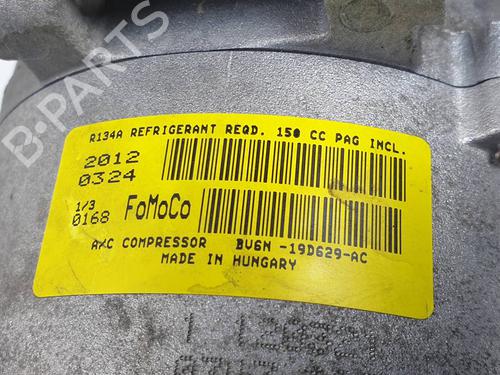 B-PARTS
R134A REFRIGERANT REQD. 150 CC PAG INCL.
2012
0324
1/3
0168 FoMoCo
A/C COMPRESSOR BV6N -19D629-AC
MADE IN HUNGARY